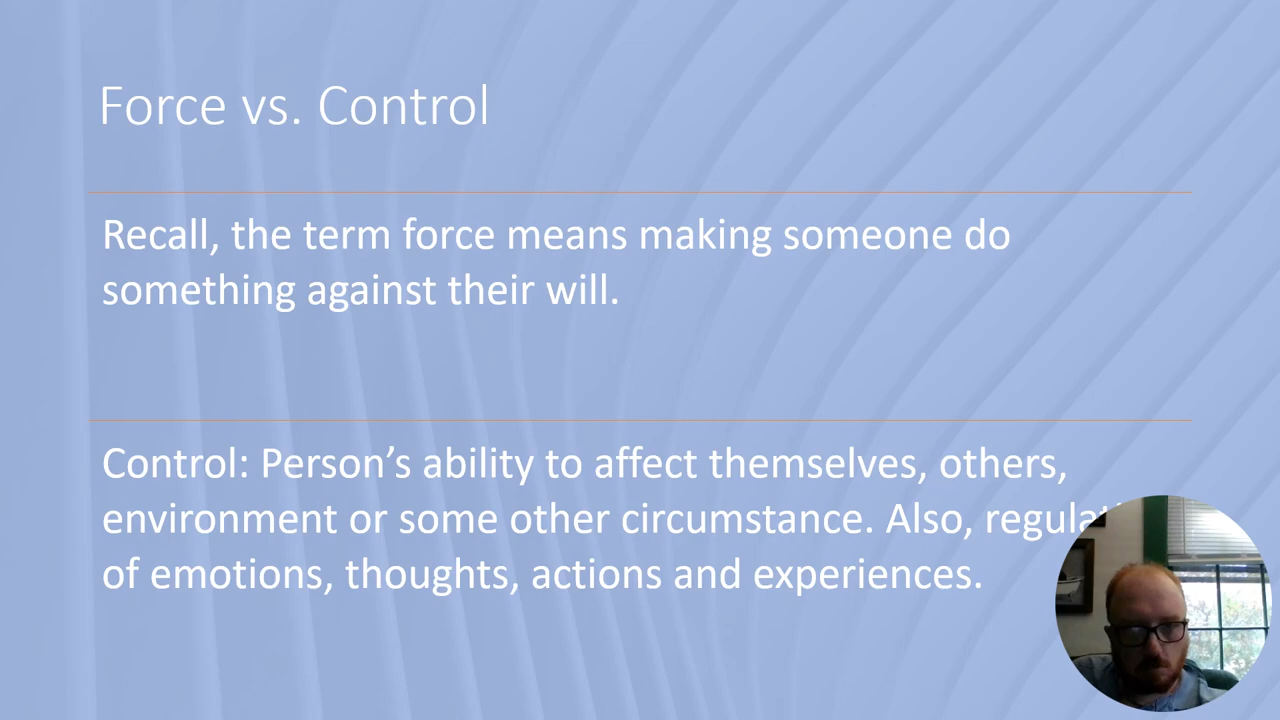 Force vs. Control
Recall, the term force means making someone do
something against their will.
Control: Person’s ability to affect themselves, others,
environment or some other circumstance. Also,
of emotions, thoughts, actions and experiences.